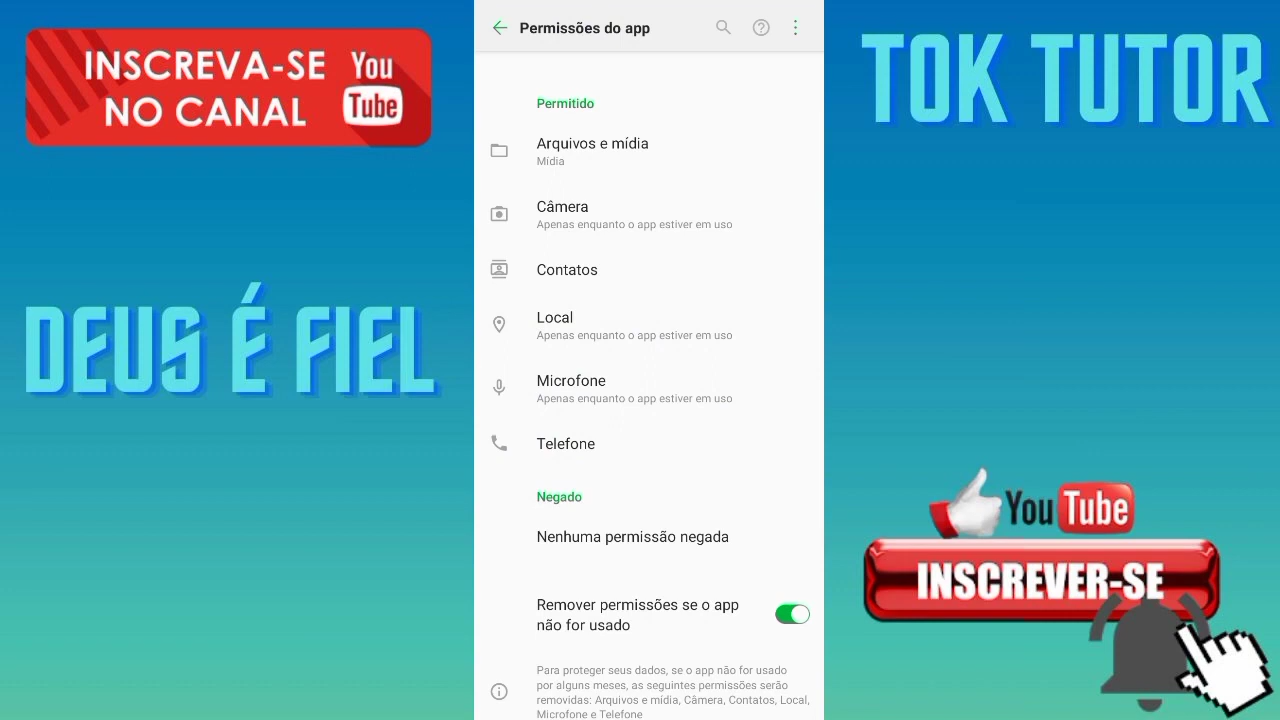 INSCREVA-SE
NO CANAL
You
Tube
DEUS É FIEL
Permissões do app
Permitido
Arquivos e mídia
Mídia
Câmera
Apenas enquanto o app estiver em uso
Contatos
Local
Apenas enquanto o app estiver em uso
Microfone
Apenas enquanto o app estiver em uso
Telefone
Negado
Nenhuma permissão negada
Remover permissões se o app
não for usado
Para proteger seus dados, se o app não for usado
por alguns meses, as seguintes permissões serão
removidas: Arquivos e mídia, Câmera, Contatos, Local,
Microfone e Telefone
TOK TUTOR
YouTube
INSCREVER-SE